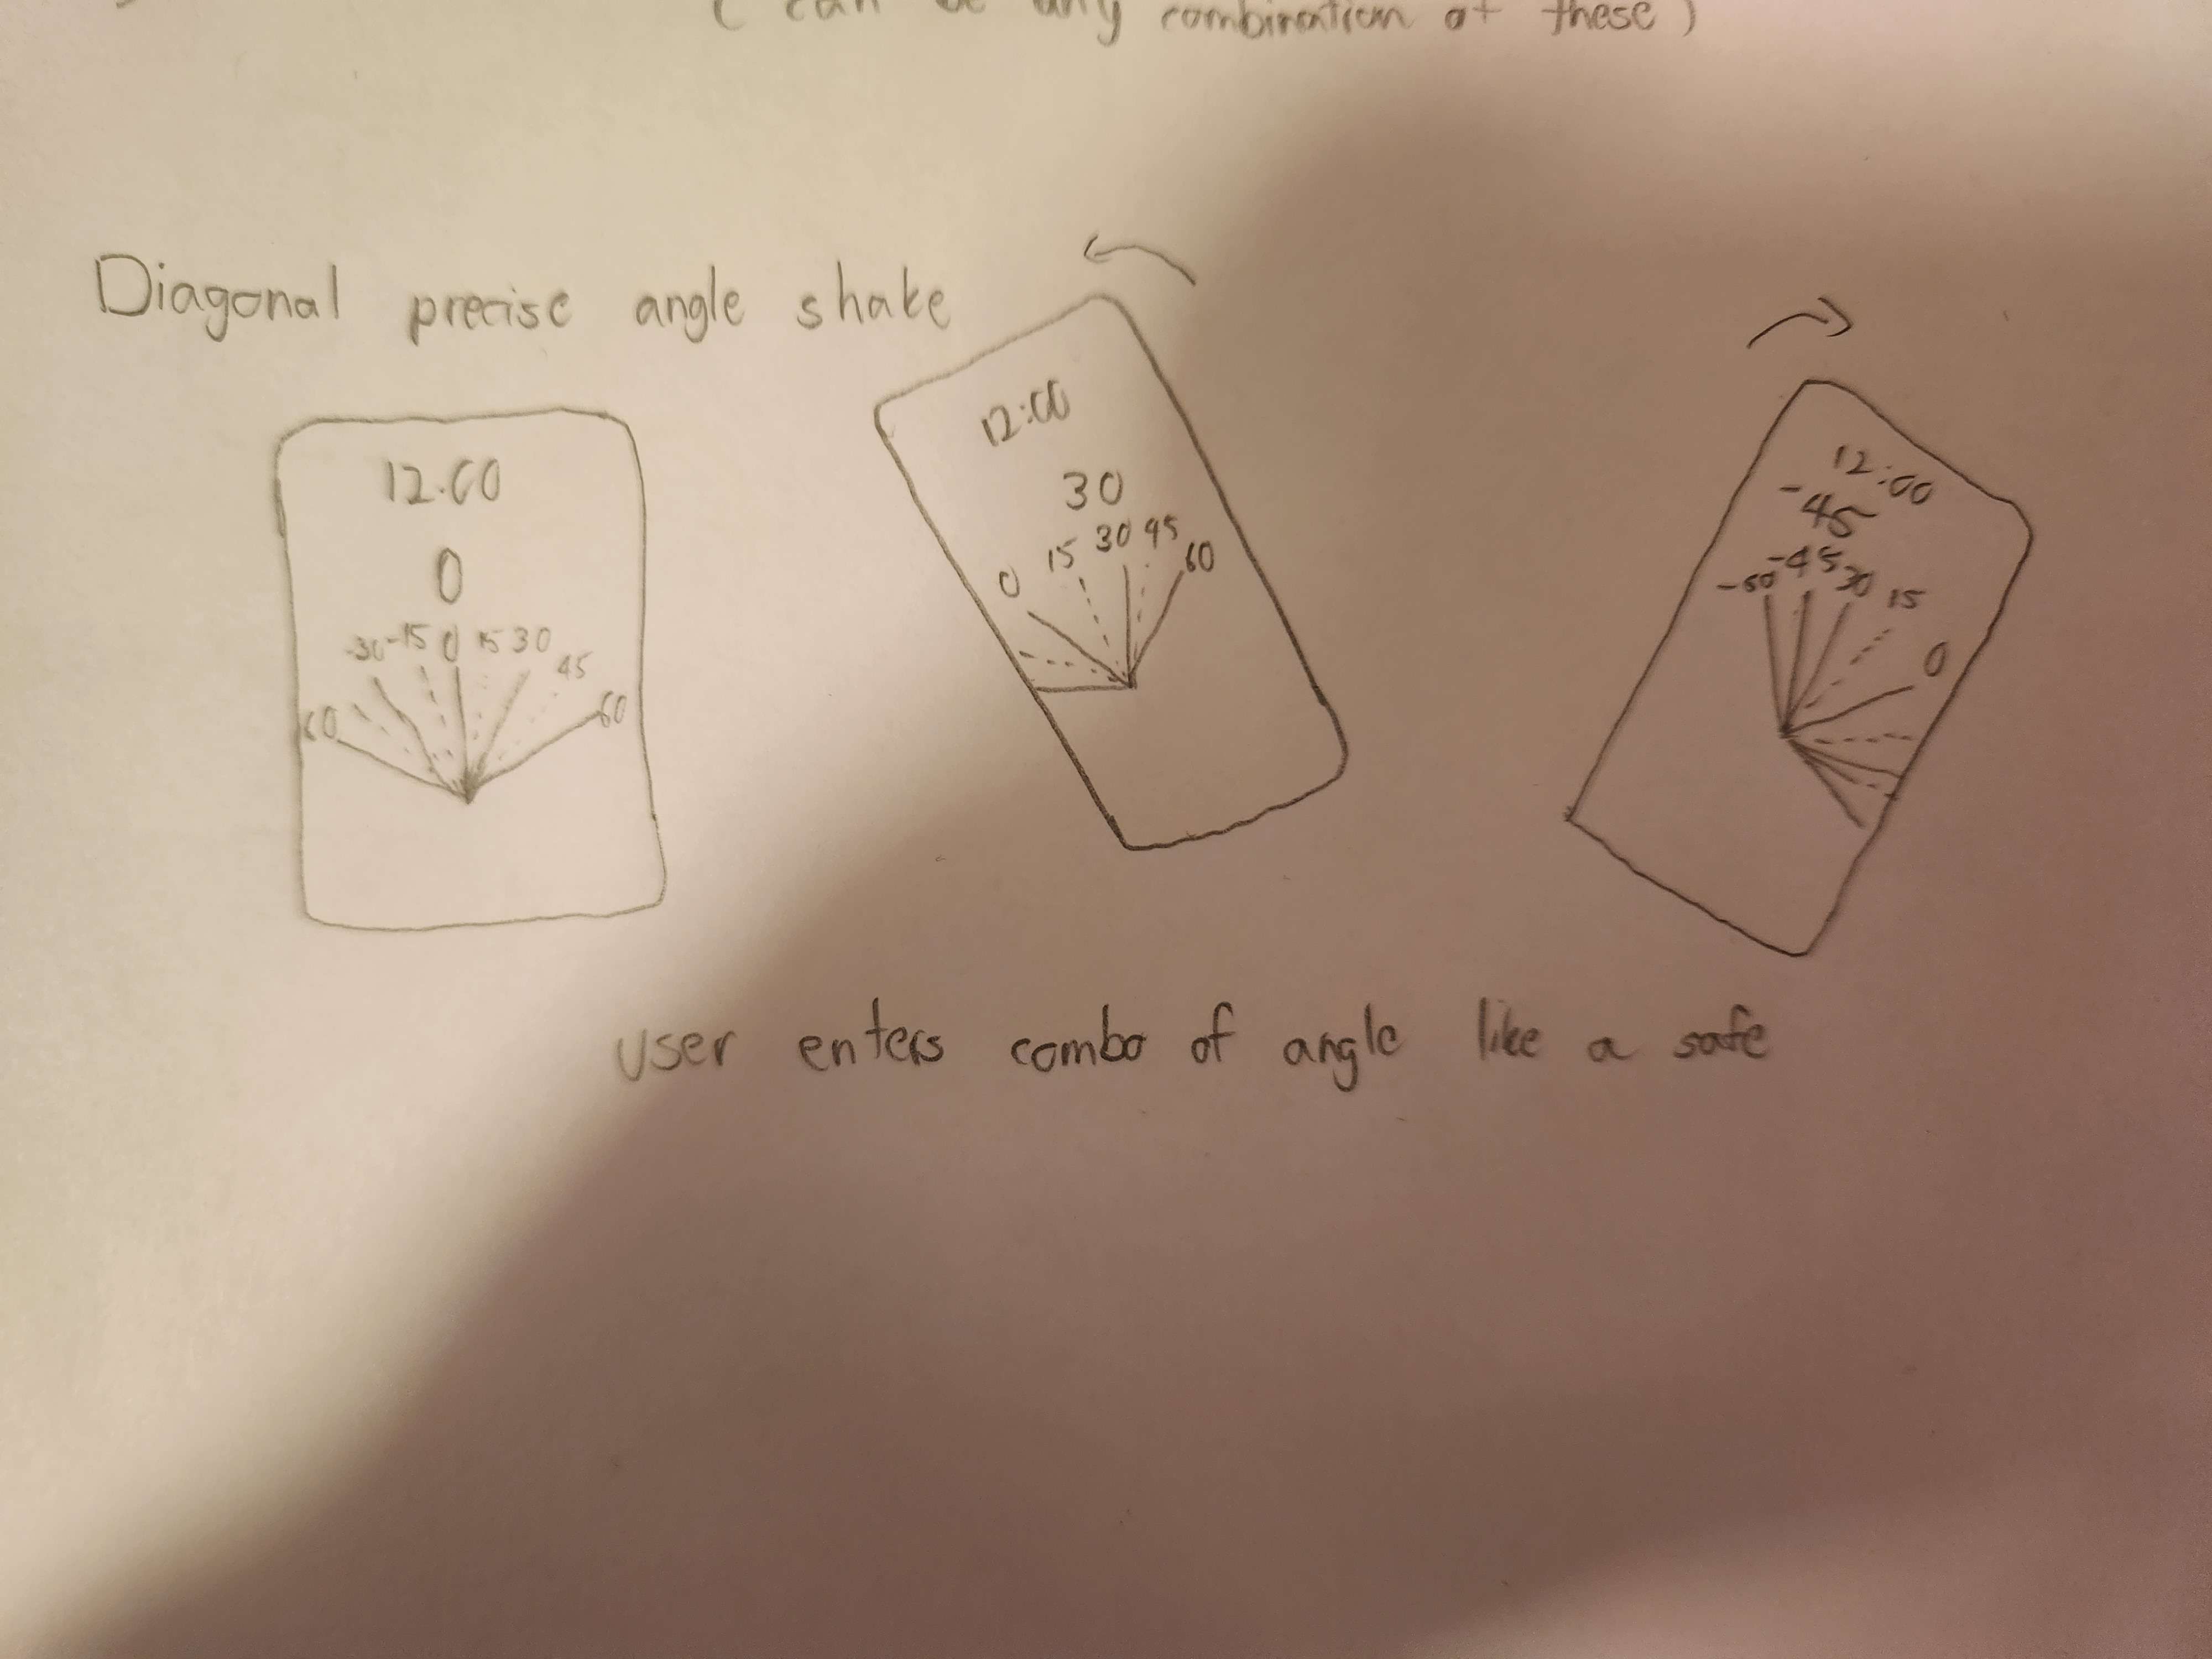 ( can be any combination of these )
Diagonal precise angle shake
12:00
0
-30 -15 0 15 30
45
60 60
12:00
30
0 15 30 45 60
12:00
-45
-60 -45 30 15
0
user enters combo of angle like a safe